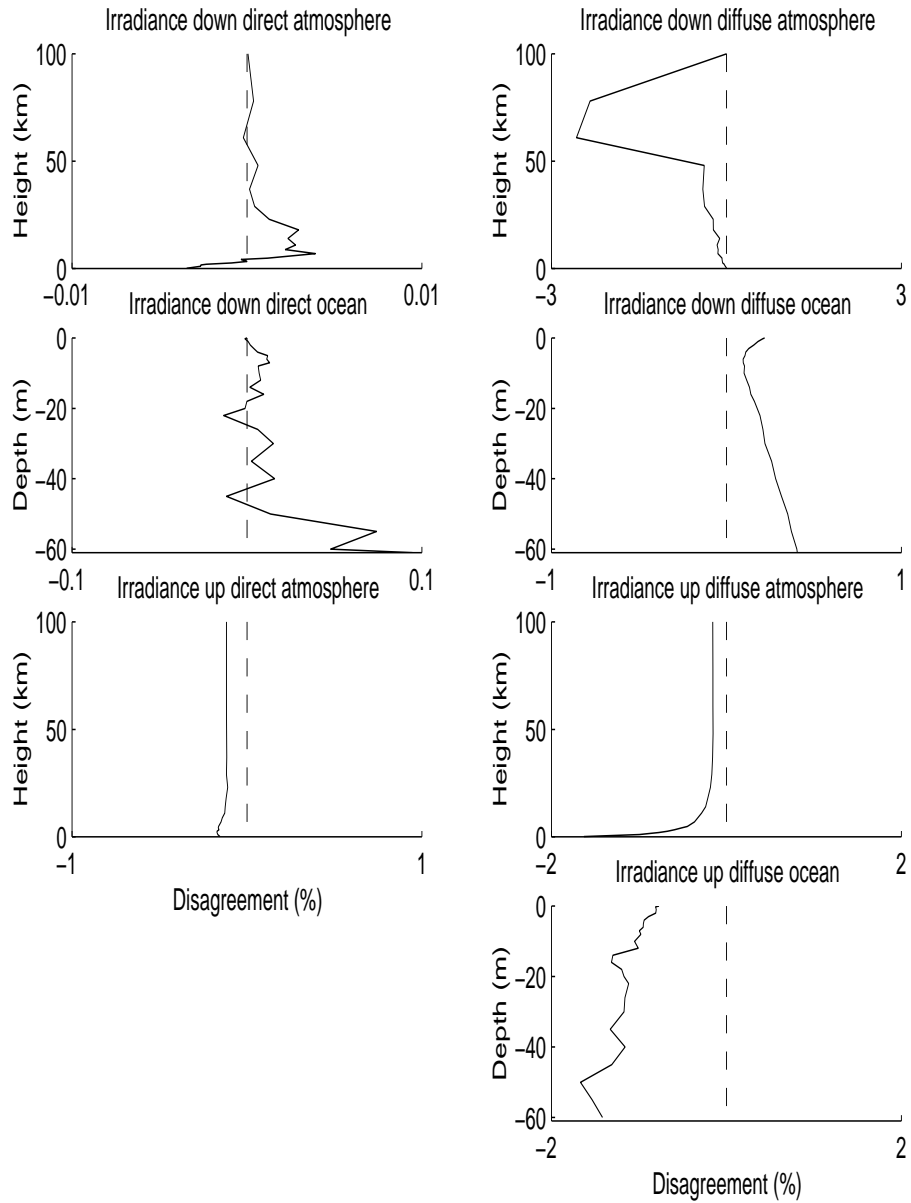 Irradiance down direct atmosphere
100
50
0
Height (km)
−0.01
0.01
Irradiance down diffuse atmosphere
100
50
0
Height (km)
−3
3
Irradiance down direct ocean
0
−20
−40
−60
Depth (m)
−0.1
0.1
Irradiance down diffuse ocean
0
−20
−40
−60
Depth (m)
−1
1
Irradiance up direct atmosphere
100
50
0
Height (km)
−1
1
Disagreement (%)
Irradiance up diffuse atmosphere
100
50
0
Height (km)
−2
2
Irradiance up diffuse ocean
0
−20
−40
−60
Depth (m)
−2
2
Disagreement (%)